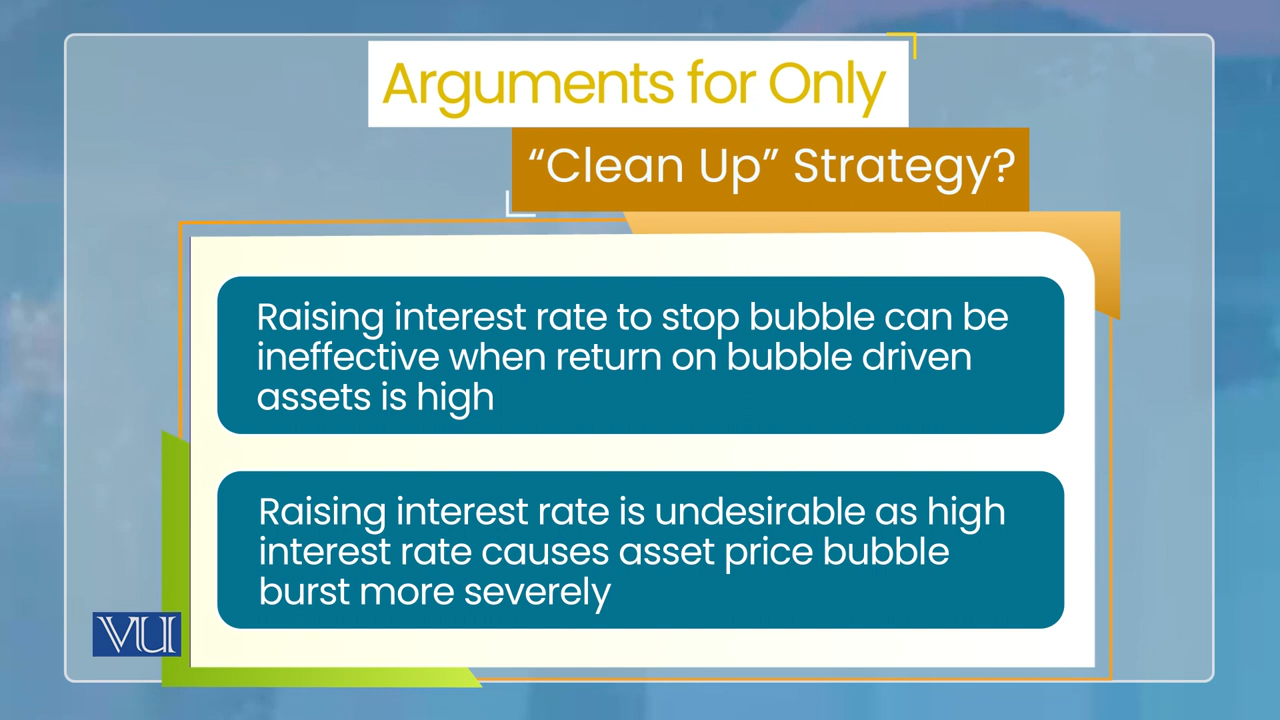 Arguments for Only
“Clean Up” Strategy?
Raising interest rate to stop bubble can be
ineffective when return on bubble driven
assets is high
Raising interest rate is undesirable as high
interest rate causes asset price bubble
burst more severely
VU